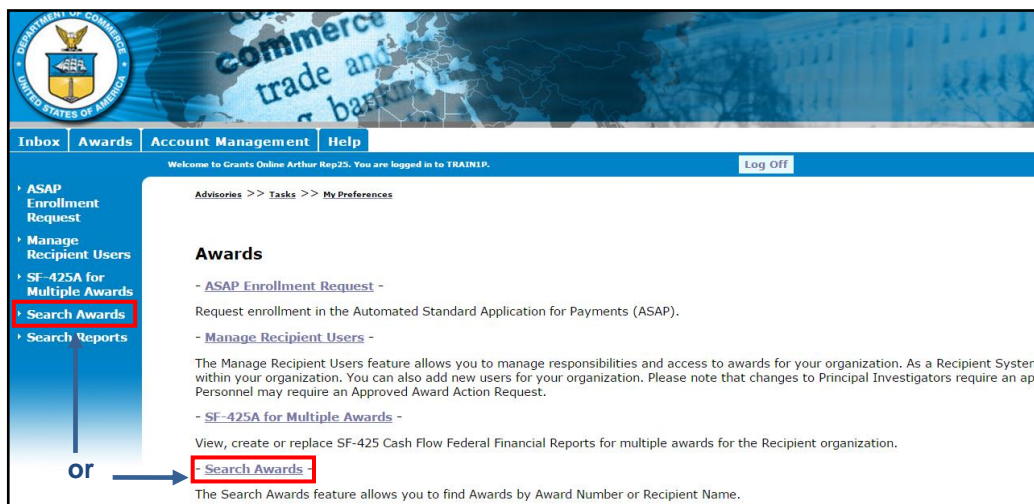 DEPARTMENT OF COMMERCE
UNITED STATES OF AMERICA
commerce
trade and
banking
Inbox Awards Account Management Help
Welcome to Grants Online Arthur Rep25. You are logged in to TRAIN1P.
Log Off
ASAP
Enrollment
Request
Manage
Recipient Users
SF-425A for
Multiple Awards
Search Awards
Search Reports
or
Advisories >> Tasks >> My Preferences
Awards
- ASAP Enrollment Request -
Request enrollment in the Automated Standard Application for Payments (ASAP).
- Manage Recipient Users -
The Manage Recipient Users feature allows you to manage responsibilities and access to awards for your organization. As a Recipient System
within your organization. You can also add new users for your organization. Please note that changes to Principal Investigators require an ap
Personnel may require an Approved Award Action Request.
- SF-425A for Multiple Awards -
View, create or replace SF-425 Cash Flow Federal Financial Reports for multiple awards for the Recipient organization.
- Search Awards -
The Search Awards feature allows you to find Awards by Award Number or Recipient Name.